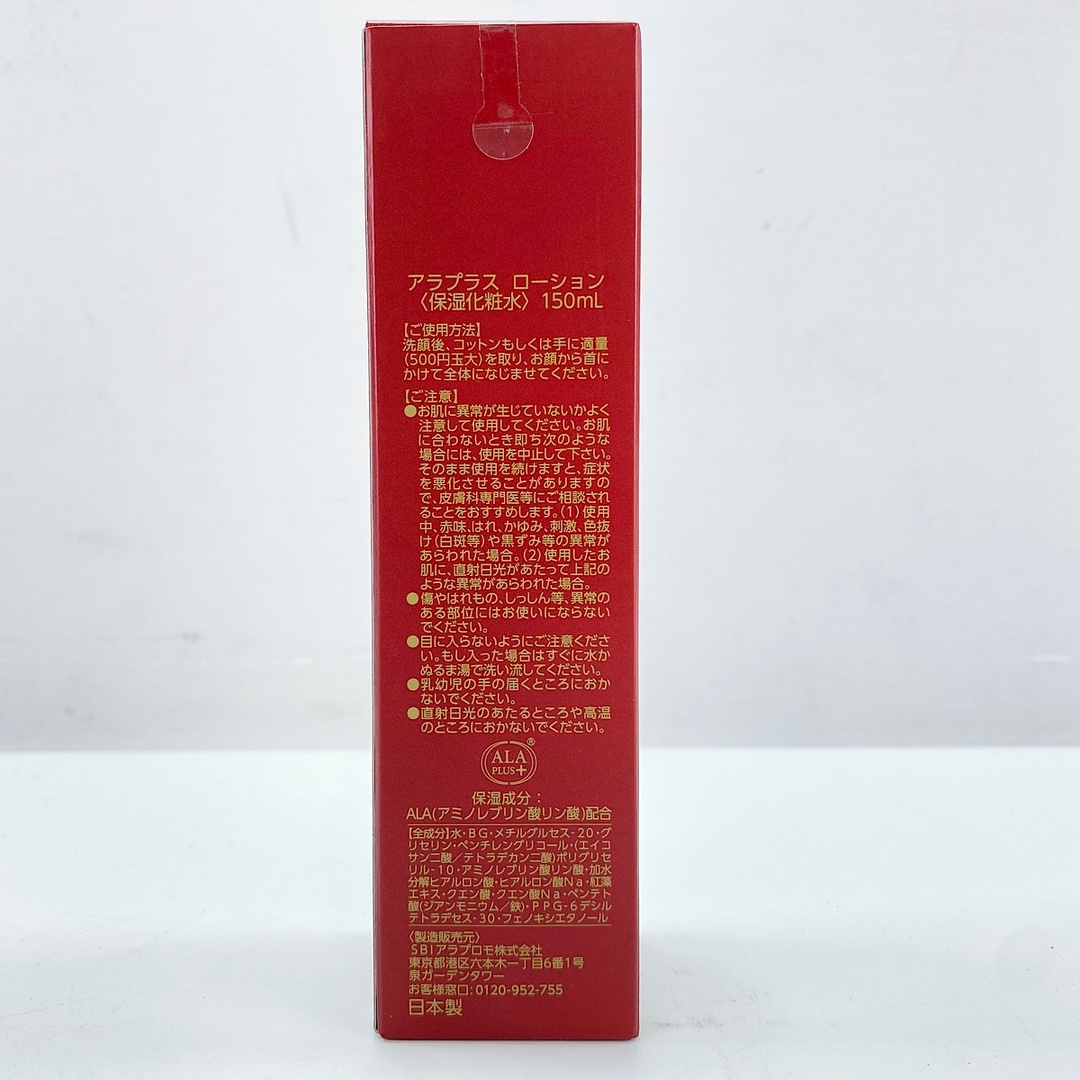 アラプラス ローション
〈保湿化粧水〉 150mL
【ご使用方法】
洗顔後、コットンもしくは手に適量
(500円玉大)を取り、お顔から首に
かけて全体になじませてください。
【ご注意】
●お肌に異常が生じていないかよく
注意して使用してください。お肌
に合わないとき即ち次のような
場合には、使用を中止して下さい。
そのまま使用を続けますと、症状
を悪化させることがありますの
で、皮膚科専門医等にご相談され
ることをおすすめします。(1)使用
中、赤味、はれ、かゆみ、刺激、色抜
け(白斑等)や黒ずみ等の異常が
あらわれた場合。(2)使用したお
肌に、直射日光があたって上記の
ような異常があらわれた場合。
●傷やはれもの、しっしん等、異常の
ある部位にはお使いにならない
でください。
●目に入らないようにご注意くださ
い。もし入った場合はすぐに水か
ぬるま湯で洗い流してください。
●乳幼児の手の届くところにおか
ないでください。
●直射日光のあたるところや高温
のところにおかないでください。
ALA®
PLUS+
保湿成分：
ALA(アミノレブリン酸リン酸)配合
【全成分】水・BG・メチルグルセス-20・グ
リセリン・ペンチレングリコール・(エイコ
サン二酸／テトラデカン二酸)ポリグリセ
リル-10・アミノレブリン酸リン酸・加水
分解ヒアルロン酸・ヒアルロン酸Na・紅藻
エキス・クエン酸・クエン酸Na・ペンテト
酸(ジアンモニウム／鉄)・PPG-6デシル
テトラデセス-30・フェノキシエタノール
〈製造販売元〉
SBIアラプロモ株式会社
東京都港区六本木一丁目6番1号
泉ガーデンタワー
お客様窓口：0120-952-755
日本製